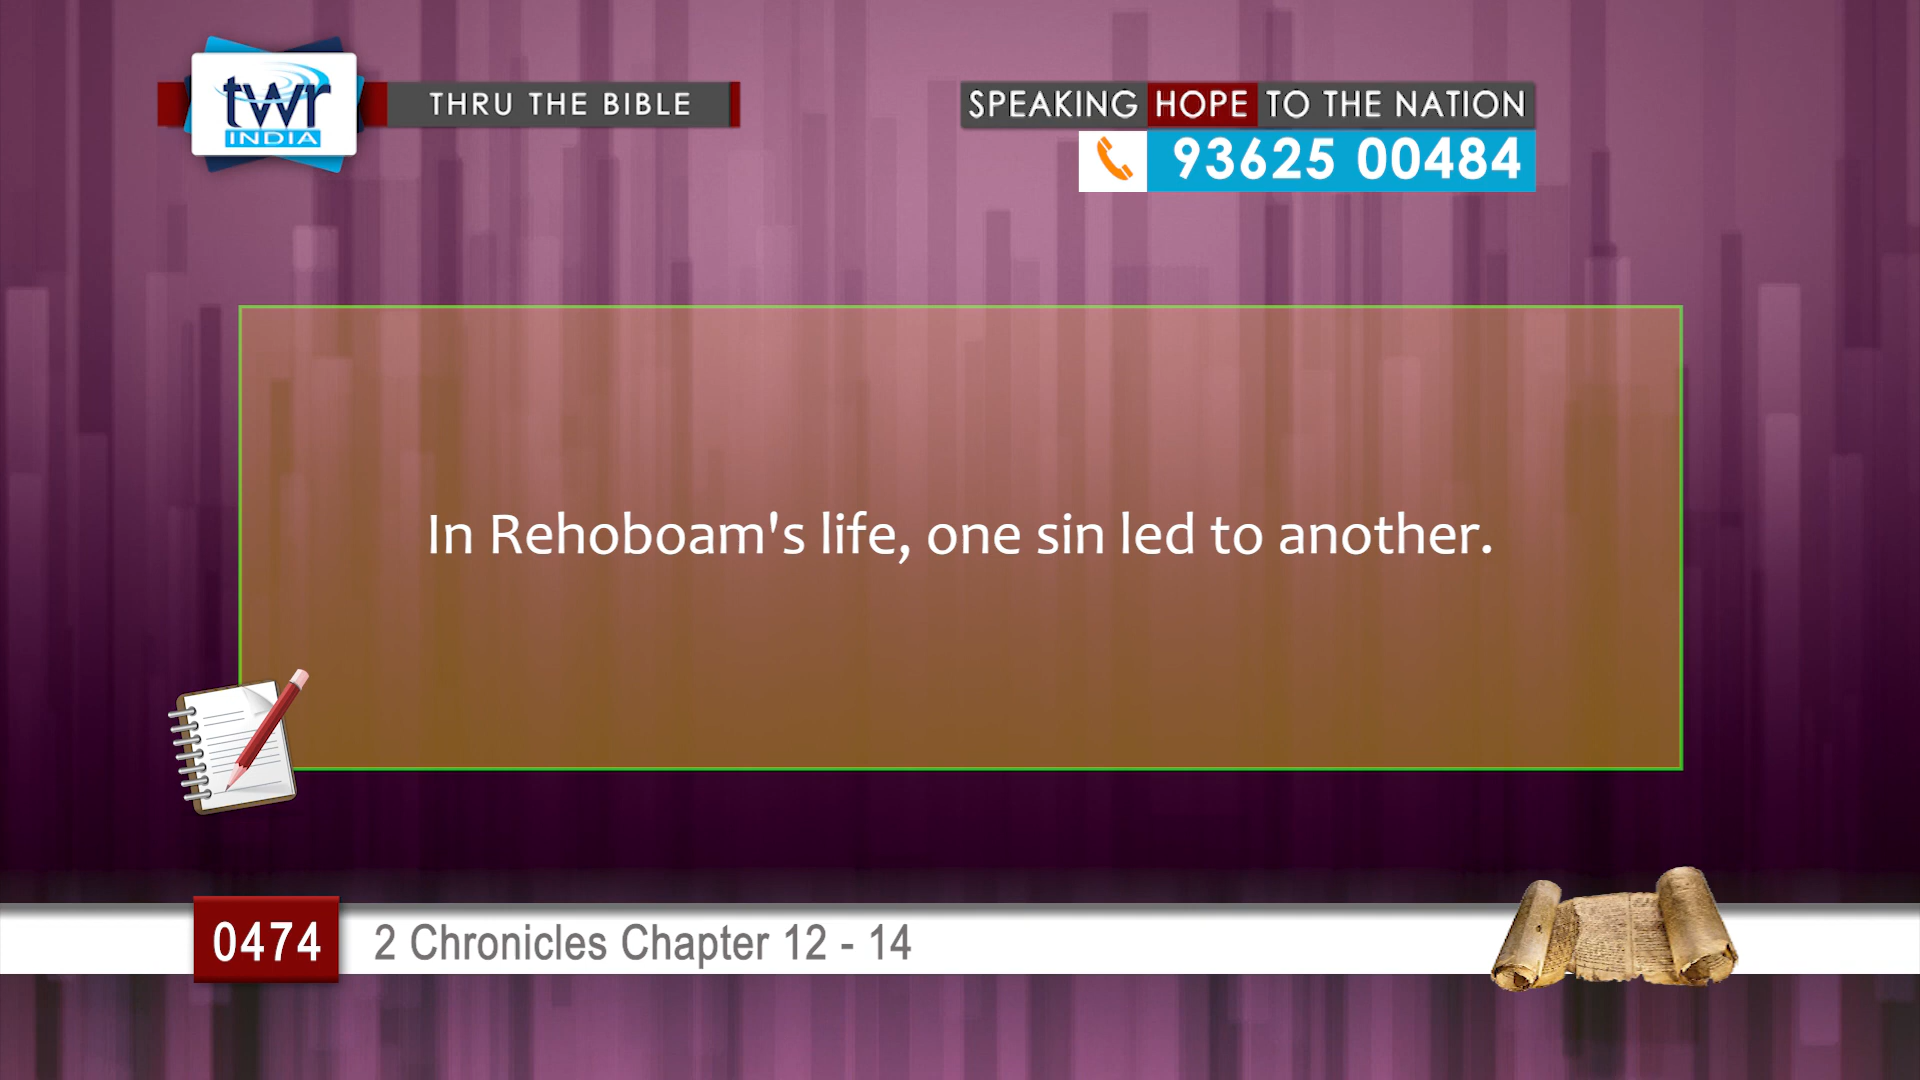 twr
INDIA
THRU THE BIBLE
SPEAKING HOPE TO THE NATION
93625 00484
In Rehoboam's life, one sin led to another.
0474
2 Chronicles Chapter 12 - 14